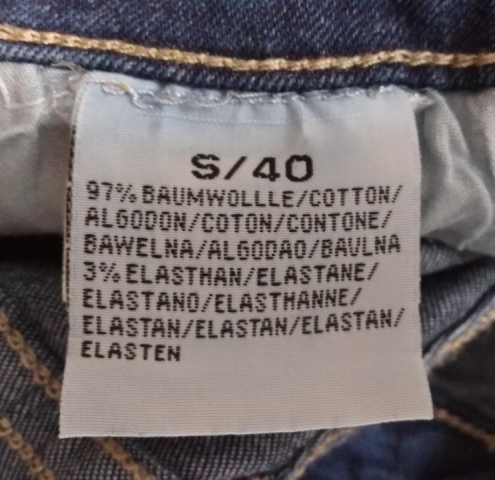 S/40
97% BAUMWOLLLE/COTTON/
ALGODON/COTON/CONTONE/
BAWELNA/ALGODAO/BAVLNA
3% ELASTHAN/ELASTANE/
ELASTANO/ELASTHANNE/
ELASTAN/ELASTAN/ELASTAN/
ELASTEN